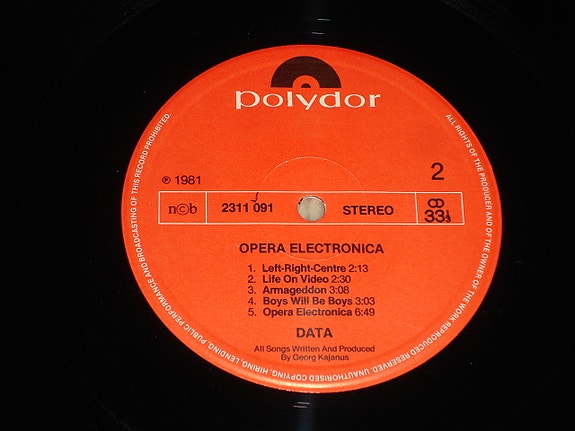 polydor
2
℗ 1981
n©b
2311 091
STEREO
33⅓
OPERA ELECTRONICA
1. Left-Right-Centre 2:13
2. Life On Video 2:30
3. Armageddon 3:08
4. Boys Will Be Boys 3:03
5. Opera Electronica 6:49
DATA
All Songs Written And Produced
By Georg Kajanus
ALL RIGHTS OF THE PRODUCER AND OF THE OWNER OF THE WORK REPRODUCED RESERVED. UNAUTHORISED COPYING, HIRING, LENDING, PUBLIC PERFORMANCE AND BROADCASTING OF THIS RECORD PROHIBITED.